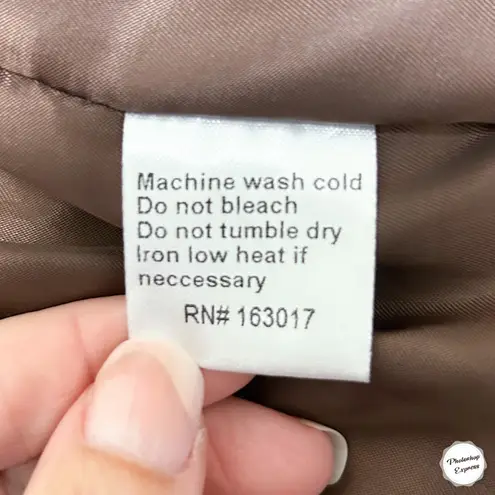 Machine wash cold
Do not bleach
Do not tumble dry
Iron low heat if
neccessary
RN# 163017
Photoshop
Express